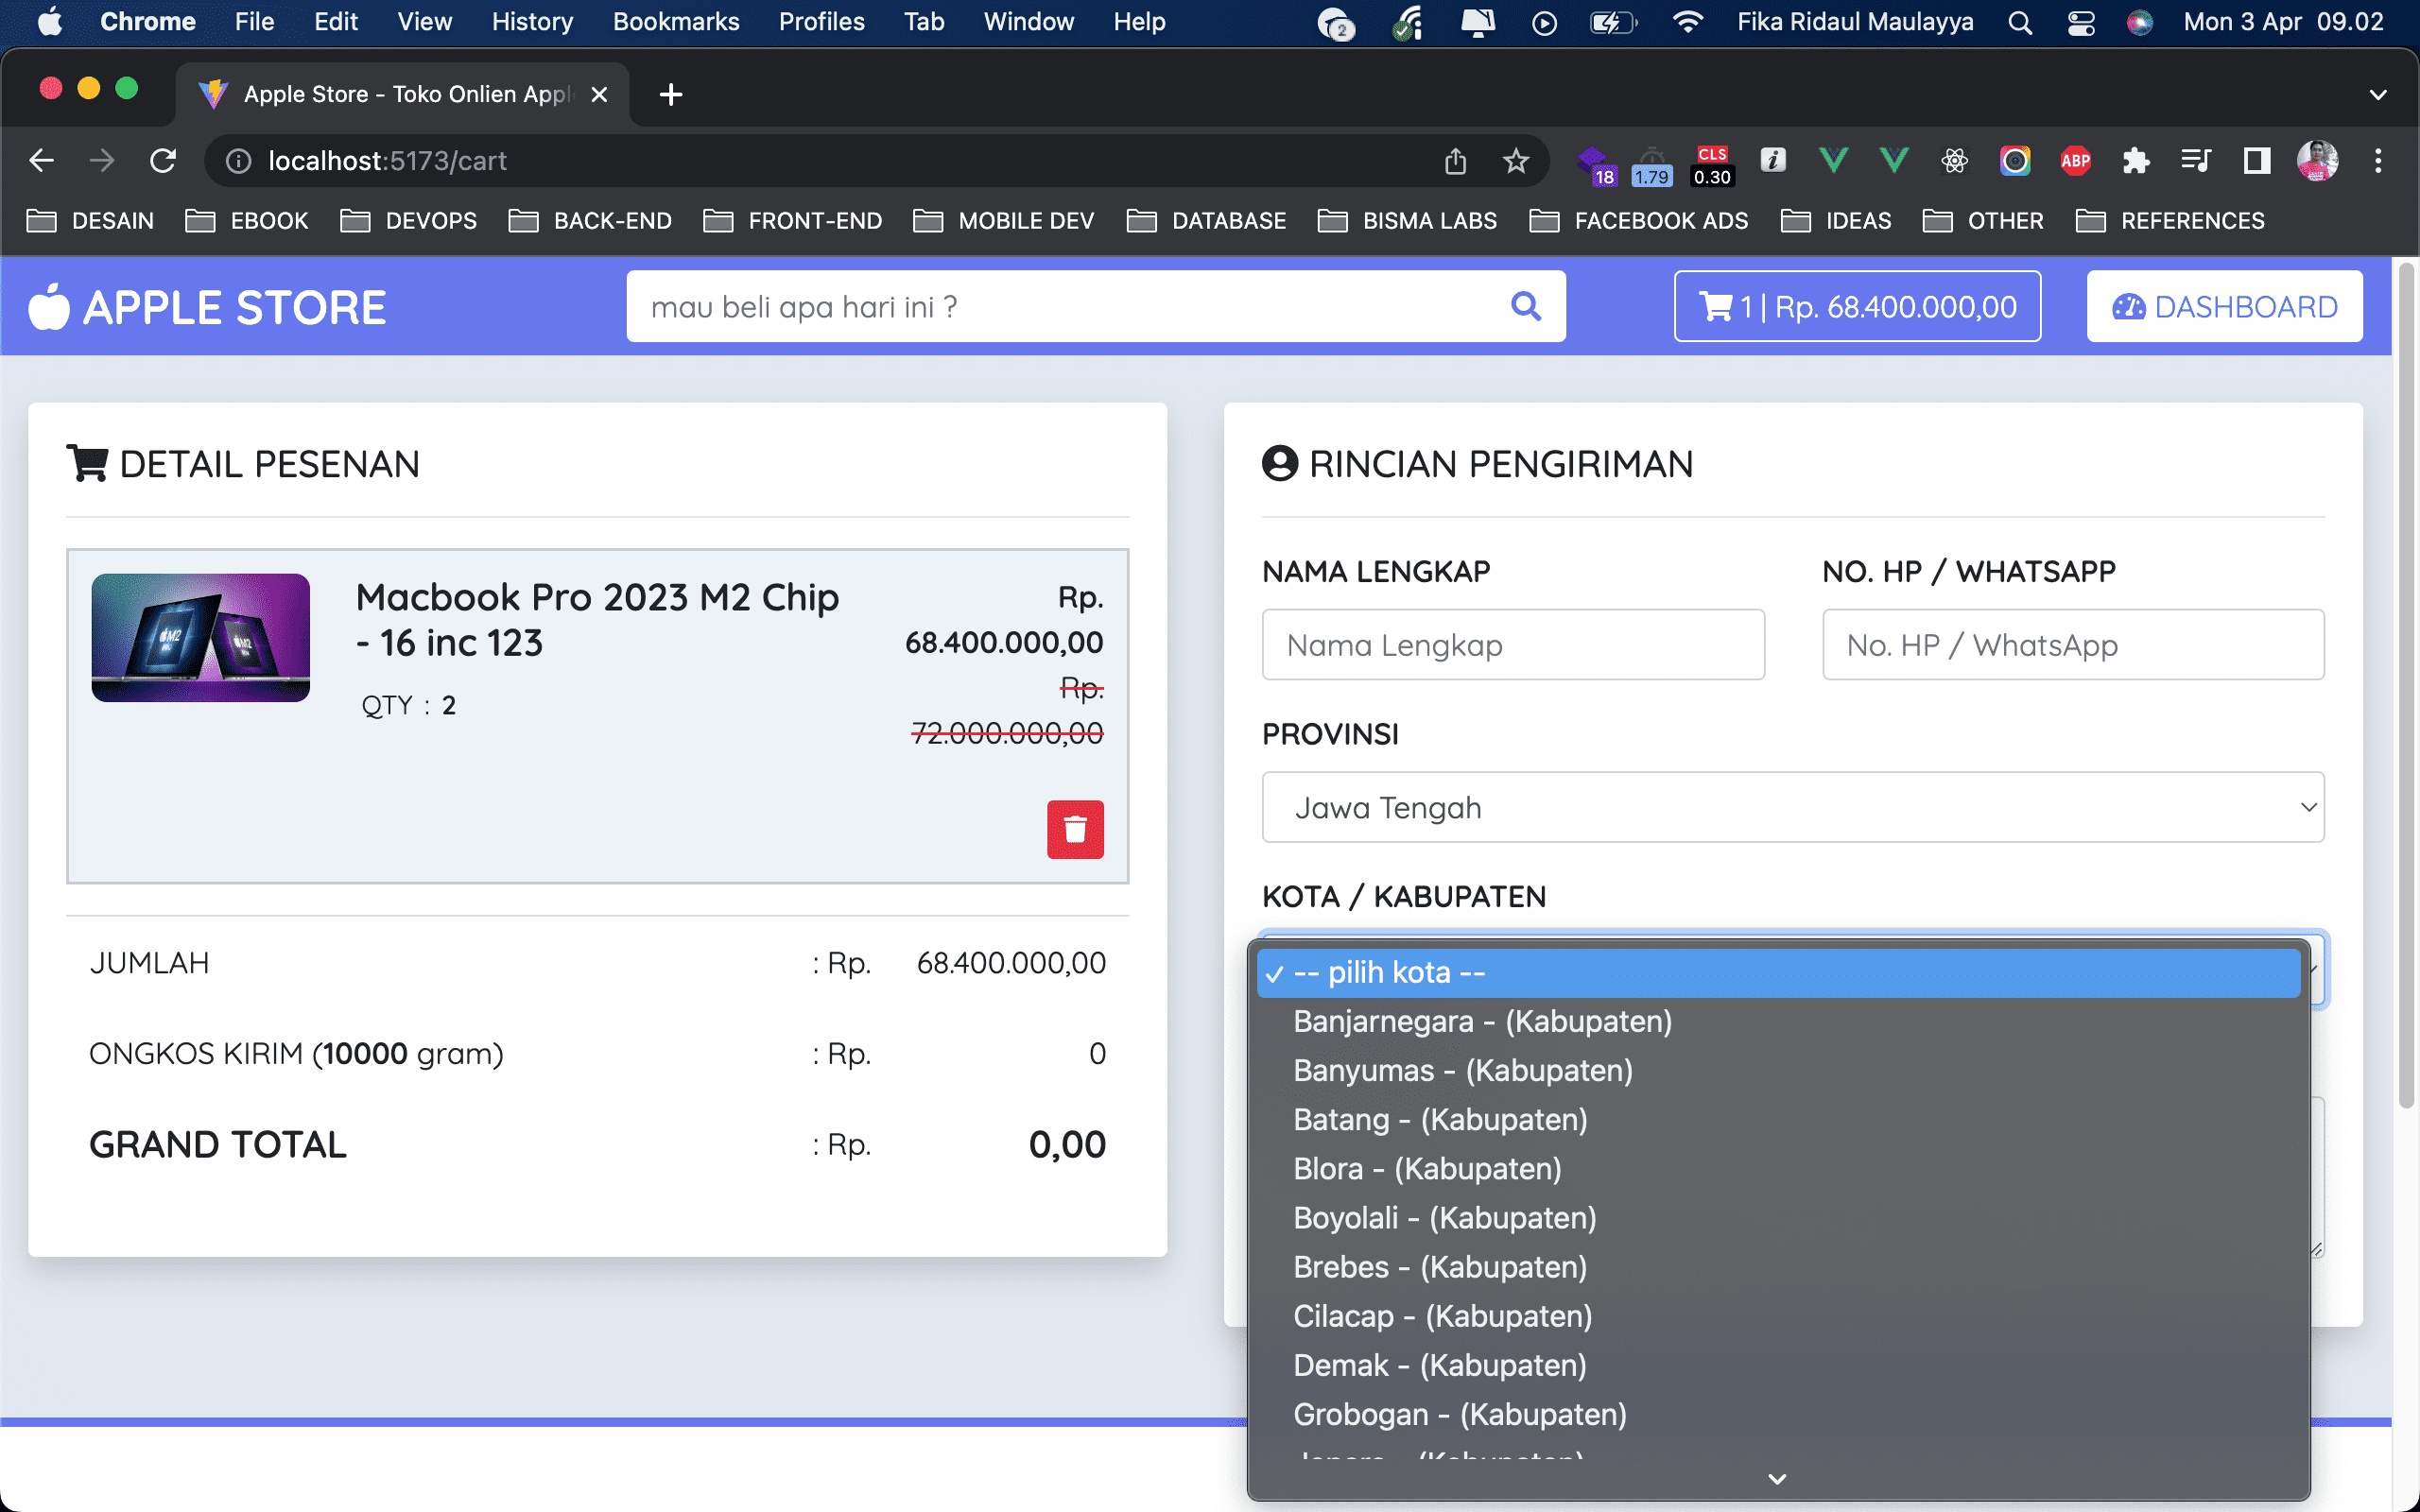 Chrome File Edit View History Bookmarks Profiles Tab Window Help 2 Fika Ridaul Maulayya Mon 3 Apr 09.02
Apple Store - Toko Onlien Appl
localhost:5173/cart
18 1.79 CLS 0.30 ABP
DESAIN EBOOK DEVOPS BACK-END FRONT-END MOBILE DEV DATABASE BISMA LABS FACEBOOK ADS IDEAS OTHER REFERENCES
APPLE STORE mau beli apa hari ini ? 1 | Rp. 68.400.000,00 DASHBOARD
DETAIL PESENAN
Macbook Pro 2023 M2 Chip
- 16 inc 123
QTY : 2
Rp.
68.400.000,00
Rp.
72.000.000,00
JUMLAH : Rp. 68.400.000,00
ONGKOS KIRIM (10000 gram) : Rp. 0
GRAND TOTAL : Rp. 0,00
RINCIAN PENGIRIMAN
NAMA LENGKAP NO. HP / WHATSAPP
Nama Lengkap No. HP / WhatsApp
PROVINSI
Jawa Tengah
KOTA / KABUPATEN
-- pilih kota --
Banjarnegara - (Kabupaten)
Banyumas - (Kabupaten)
Batang - (Kabupaten)
Blora - (Kabupaten)
Boyolali - (Kabupaten)
Brebes - (Kabupaten)
Cilacap - (Kabupaten)
Demak - (Kabupaten)
Grobogan - (Kabupaten)